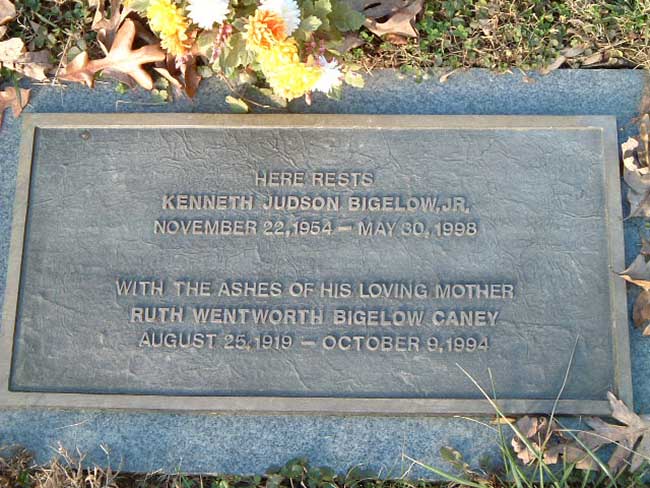 HERE RESTS
KENNETH JUDSON BIGELOW, JR.
NOVEMBER 22, 1954 – MAY 30, 1998
WITH THE ASHES OF HIS LOVING MOTHER
RUTH WENTWORTH BIGELOW CANEY
AUGUST 25, 1919 – OCTOBER 9, 1994